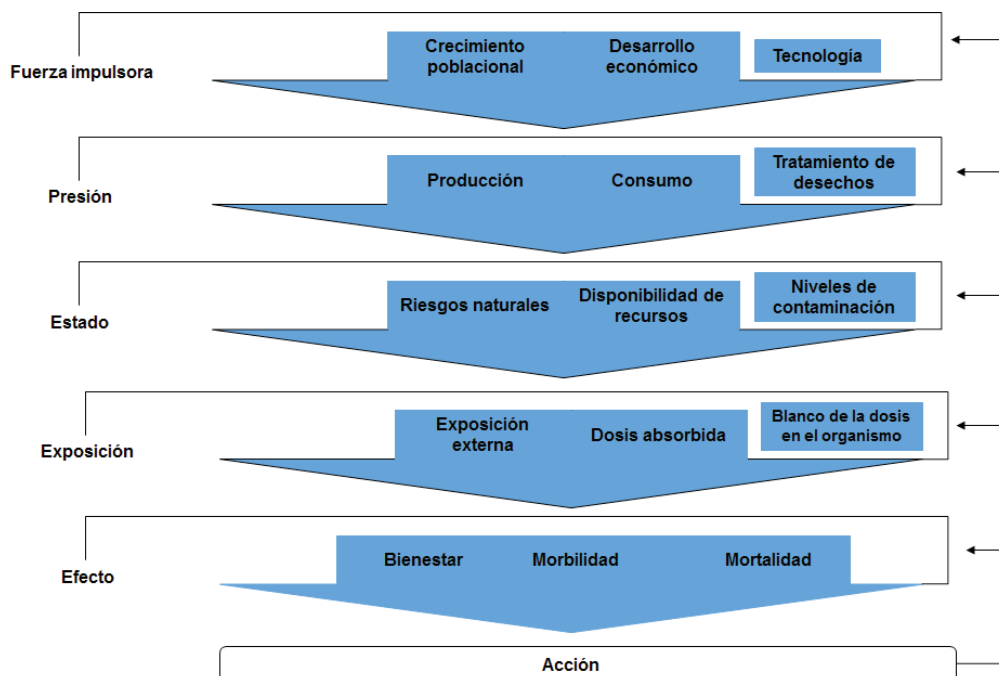 Fuerza impulsora
Crecimiento
poblacional
Desarrollo
económico
Tecnología
Presión
Producción
Consumo
Tratamiento de
desechos
Estado
Riesgos naturales
Disponibilidad de
recursos
Niveles de
contaminación
Exposición
Exposición
externa
Dosis absorbida
Blanco de la dosis
en el organismo
Efecto
Bienestar
Morbilidad
Mortalidad
Acción